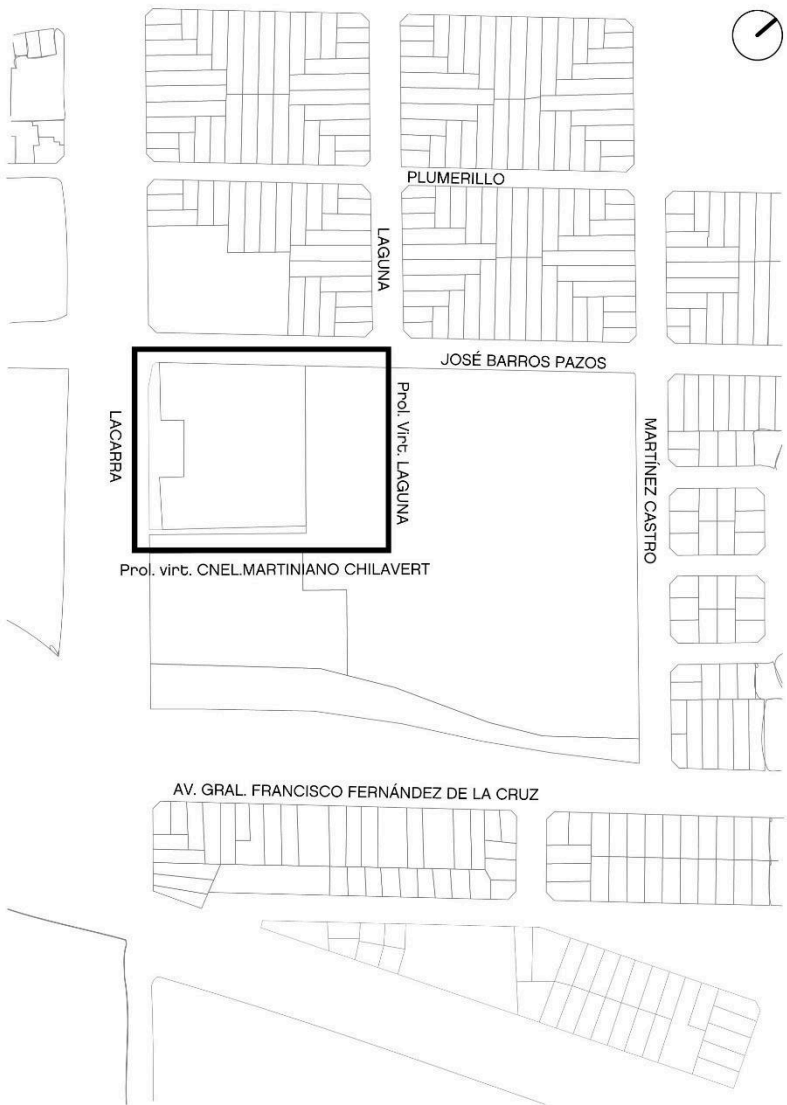 PLUMERILLO
LAGUNA
JOSÉ BARROS PAZOS
LACARRA
Prol. Virt. LAGUNA
MARTÍNEZ CASTRO
Prol. virt. CNEL.MARTINIANO CHILAVERT
AV. GRAL. FRANCISCO FERNÁNDEZ DE LA CRUZ